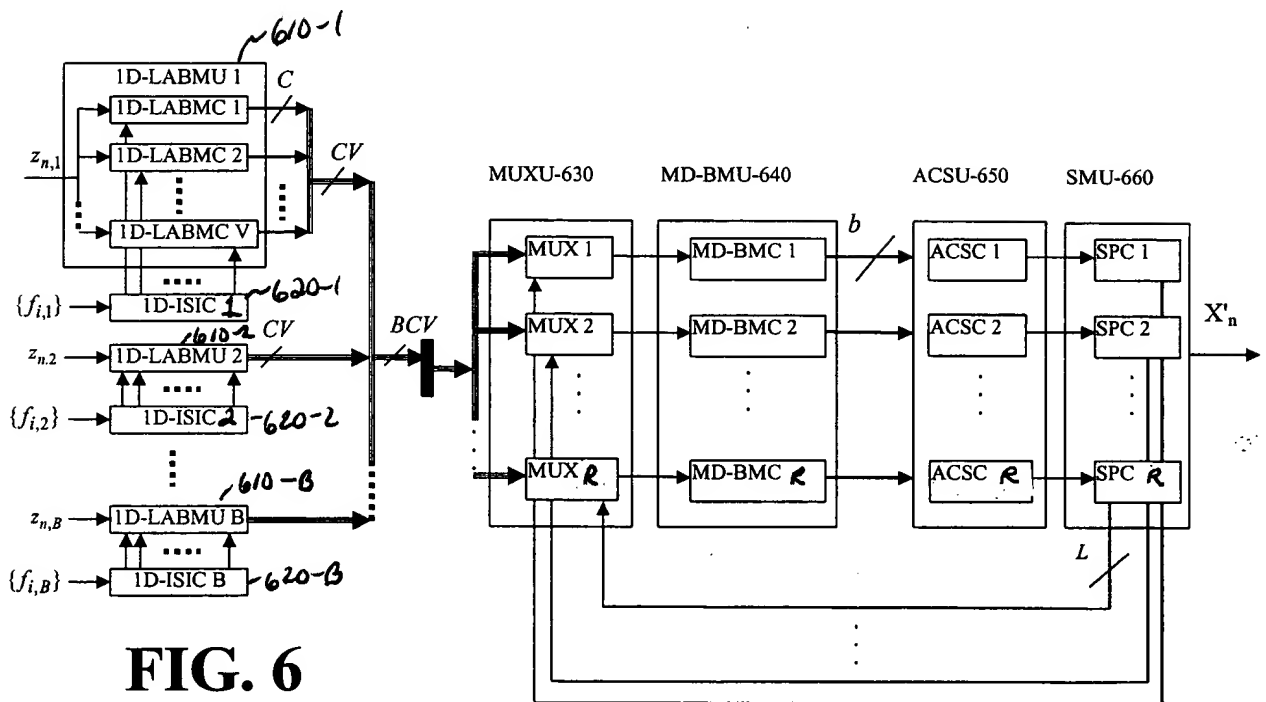 610-1
1D-LABMU 1
C
1D-LABMC 1
z_{n,1}
1D-LABMC 2
CV
1D-LABMC V
{f_{i,1}}
1D-ISIC 1
620-1
610-2
z_{n.2}
1D-LABMU 2
CV
{f_{i,2}}
1D-ISIC 2
620-2
610-B
z_{n,B}
1D-LABMU B
{f_{i,B}}
1D-ISIC B
620-B
BCV
MUXU-630
MD-BMU-640
ACSU-650
SMU-660
b
MUX 1
MD-BMC 1
ACSC 1
SPC 1
MUX 2
MD-BMC 2
ACSC 2
SPC 2
X'_n
MUX R
MD-BMC R
ACSC R
SPC R
L
FIG. 6